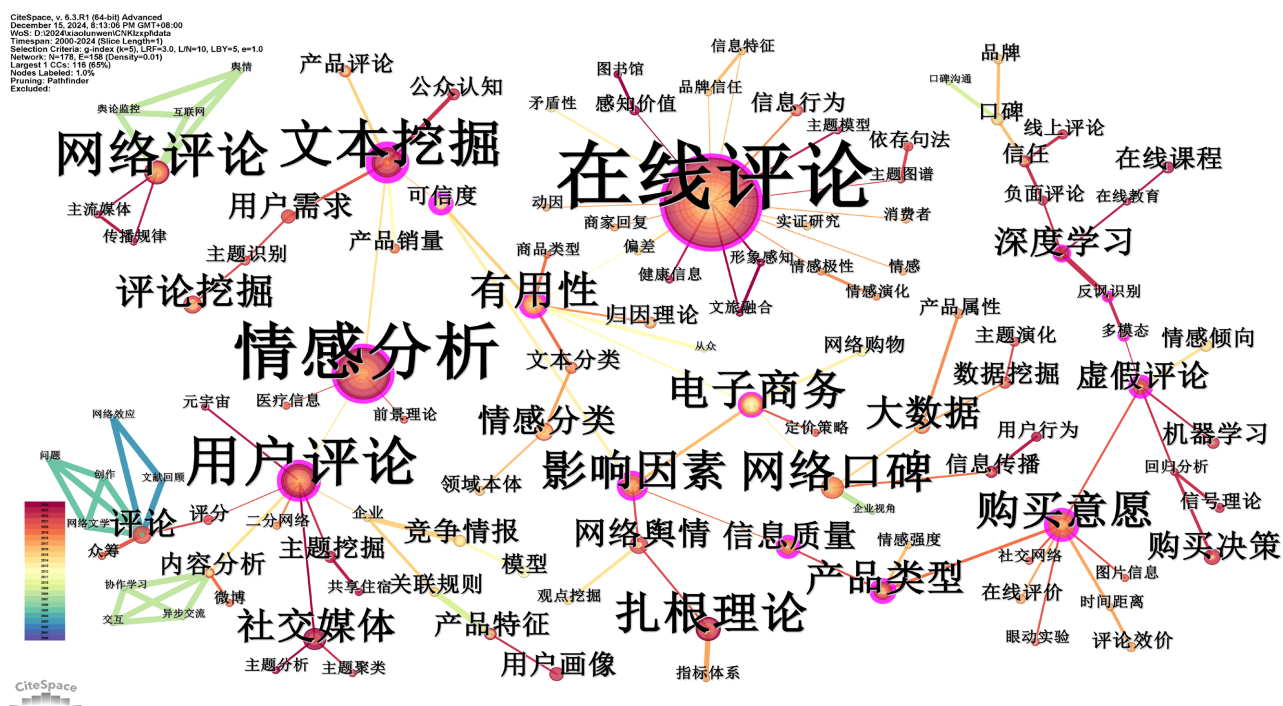 CiteSpace, v. 6.3.R1 (64-bit) Advanced
December 15, 2024, 8:13:06 PM GMT+08:00
WoS: D:\2024\xiaolunwen\CNKIzxpl\data
Timespan: 2000-2024 (Slice Length=1)
Selection Criteria: g-index (k=5), LRF=3.0, L/N=10, LBY=5, e=1.0
Network: N=178, E=158 (Density=0.01)
Largest 1 CCs: 116 (65%)
Nodes Labeled: 1.0%
Pruning: Pathfinder
Excluded:
舆情
舆论监控
互联网
网络评论
主流媒体
传播规律
产品评论
公众认知
文本挖掘
可信度
用户需求
产品销量
主题识别
评论挖掘
图书馆
信息特征
矛盾性
感知价值
品牌信任
信息行为
主题模型
依存句法
在线评论
主题图谱
动因
商家回复
实证研究
消费者
偏差
健康信息
形象感知
情感极性
情感
文旅融合
情感演化
品牌
口碑沟通
口碑
线上评论
信任
在线课程
负面评论
在线教育
深度学习
反讽识别
多模态
情感倾向
虚假评论
商品类型
有用性
归因理论
从众
文本分类
情感分类
领域本体
情感分析
医疗信息
前景理论
元宇宙
产品属性
网络购物
主题演化
数据挖掘
电子商务
大数据
定价策略
用户行为
机器学习
网络效应
问题
创作
文献回顾
网络文学
评论
评分
众筹
用户评论
二分网络
企业
影响因素
网络口碑
信息传播
企业视角
回归分析
信号理论
购买意愿
购买决策
内容分析
协作学习
交互
异步交流
微博
主题挖掘
共享住宿
竞争情报
模型
关联规则
网络舆情
信息质量
情感强度
产品类型
社交网络
在线评价
图片信息
时间距离
眼动实验
评论效价
观点挖掘
扎根理论
指标体系
社交媒体
主题分析
主题聚类
产品特征
用户画像
CiteSpace